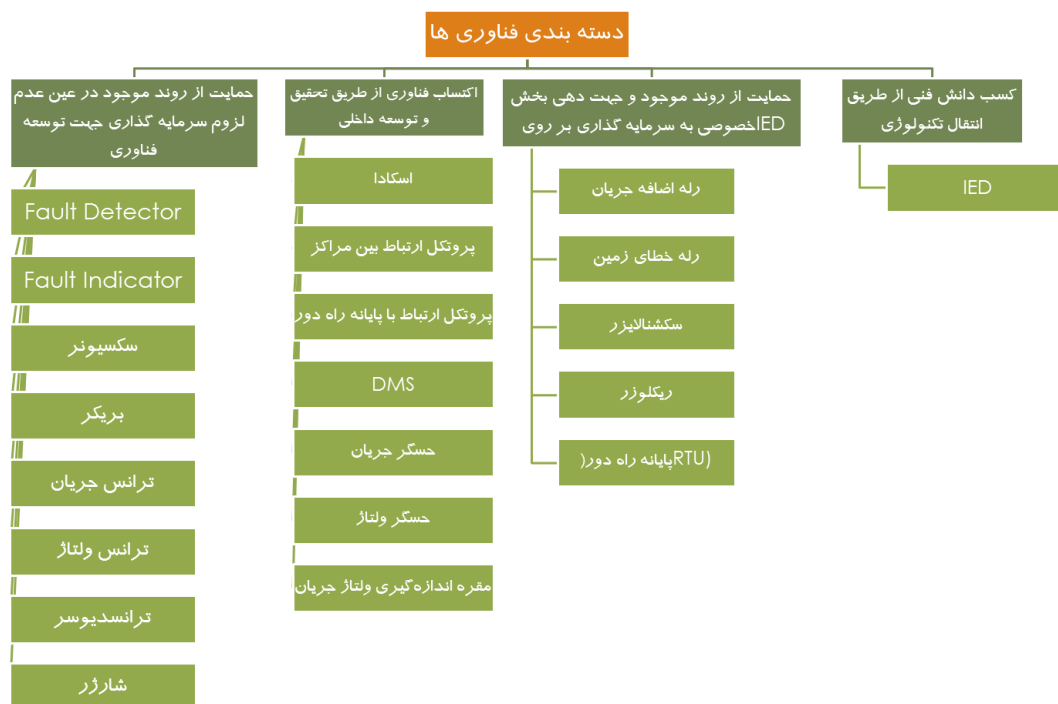 دسته بندی فناوری ها
کسب دانش فنی از طریق
انتقال تکنولوژی
IED
حمایت از روند موجود و جهت دهی بخش
خصوصی به سرمایه گذاری بر روی IED
رله اضافه جریان
رله خطای زمین
سکشنالایزر
ریکلوزر
(RTUپایانه راه دور(
اکتساب فناوری از طریق تحقیق
و توسعه داخلی
اسکادا
پروتکل ارتباط بین مراکز
پروتکل ارتباط با پایانه راه دور
DMS
حسگر جریان
حسگر ولتاژ
مقره اندازه‌گیری ولتاژ جریان
حمایت از روند موجود در عین عدم
لزوم سرمایه گذاری جهت توسعه
فناوری
Fault Detector
Fault Indicator
سکسیونر
بریکر
ترانس جریان
ترانس ولتاژ
ترانسدیوسر
شارژر